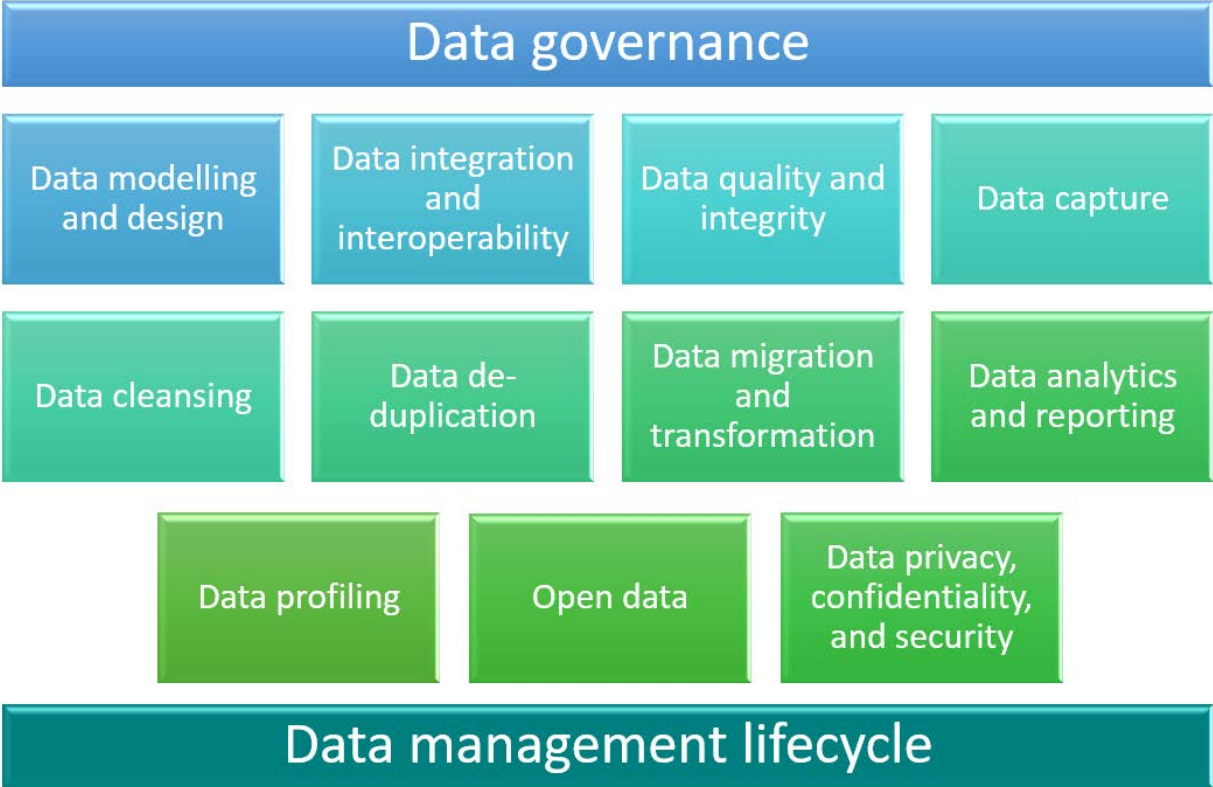 Data governance
Data modelling
and design
Data integration
and
interoperability
Data quality and
integrity
Data capture
Data cleansing
Data de-
duplication
Data migration
and
transformation
Data analytics
and reporting
Data profiling
Open data
Data privacy,
confidentiality,
and security
Data management lifecycle